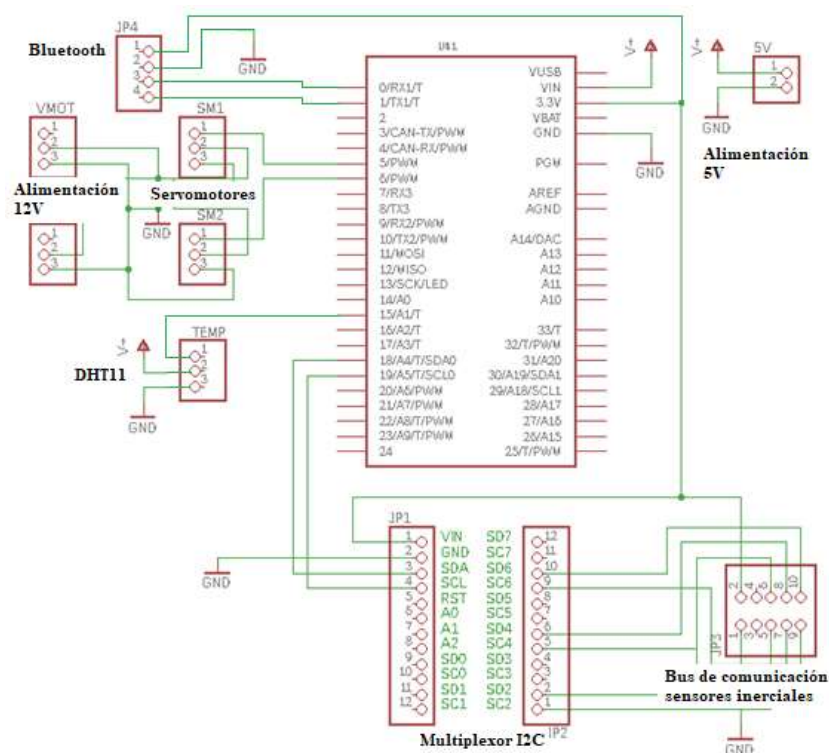 JP4
Bluetooth
1
2
3
4
GND
VMOT
1
2
3
SM1
1
2
3
Alimentación
12V
Servomotores
GND
SM2
1
2
3
1
2
3
TEMP
1
2
3
V+
DHT11
GND
0/RX1/T
1/TX1/T
2
3/CAN-TX/PWM
4/CAN-RX/PWM
5/PWM
6/PWM
7/RX3
8/TX3
9/RX2/PWM
10/TX2/PWM
11/MOSI
12/MISO
13/SCK/LED
14/A0
15/A1/T
16/A2/T
17/A3/T
18/A4/T/SDA0
19/A5/T/SCL0
20/A6/PWM
21/A7/PWM
22/A8/T/PWM
23/A9/T/PWM
24
VUSB
VIN
3.3V
VBAT
GND
PGM
AREF
AGND
A14/DAC
A13
A12
A11
A10
33/T
32/T/PWM
31/A20
30/A19/SDA1
29/A18/SCL1
28/A17
27/A16
26/A15
25/T/PWM
V+
GND
V+
5V
1
2
GND
Alimentación
5V
JP1
1 VIN
2 GND
3 SDA
4 SCL
5 RST
6 A0
7 A1
8 A2
9 SD0
10 SC0
11 SD1
12 SC1
GND
SD7 12
SC7 11
SD6 10
SC6 9
SD5 8
SC5 7
SD4 6
SC4 5
SD3 4
SC3 3
SD2 2
SC2 1
JP2
Multiplexor I2C
2 4 6 8 10
1 3 5 7 9
JP3
Bus de comunicación
sensores inerciales
GND